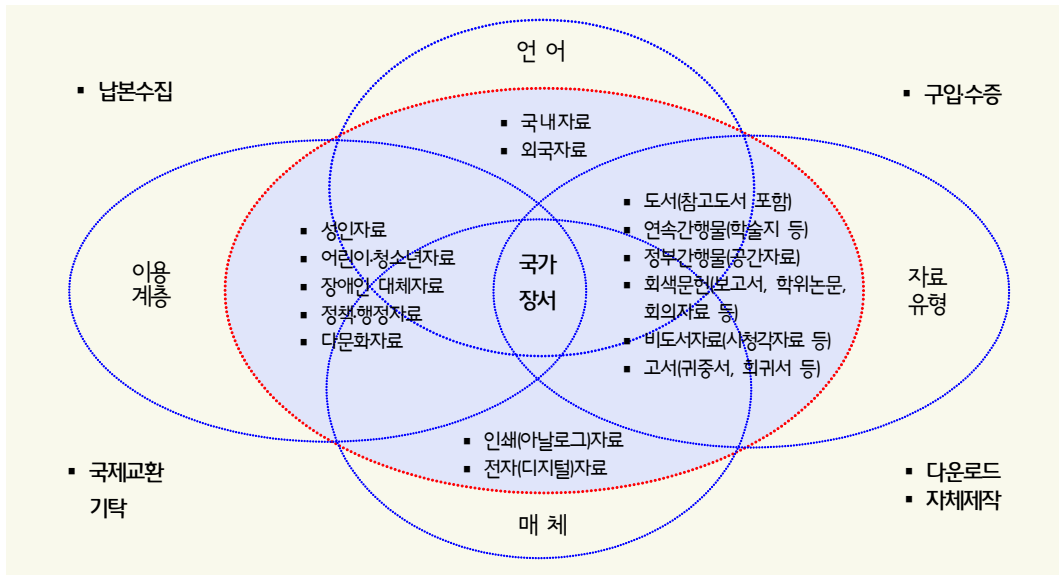 언 어
▪ 납본수집
▪ 구입·수증
▪ 국내자료
▪ 외국자료
이용
계층
▪ 성인자료
▪ 어린이·청소년자료
▪ 장애인 대체자료
▪ 정책·행정자료
▪ 다문화자료
국가
장서
▪ 도서(참고도서 포함)
▪ 연속간행물(학술지 등)
▪ 정부간행물(공간자료)
▪ 회색문헌(보고서, 학위논문,
회의자료 등)
▪ 비도서자료(시청각자료 등)
▪ 고서(귀중서, 희귀서 등)
자료
유형
▪ 인쇄(아날로그)자료
▪ 전자(디지털)자료
매 체
▪ 국제교환
기탁
▪ 다운로드
▪ 자체제작